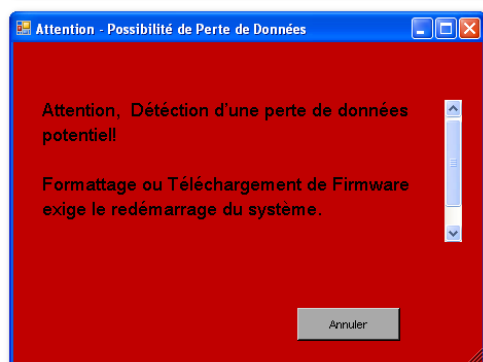 Attention - Possibilité de Perte de Données
Attention, Détéction d'une perte de données
potentiel!
Formattage ou Téléchargement de Firmware
exige le redémarrage du système.
Annuler